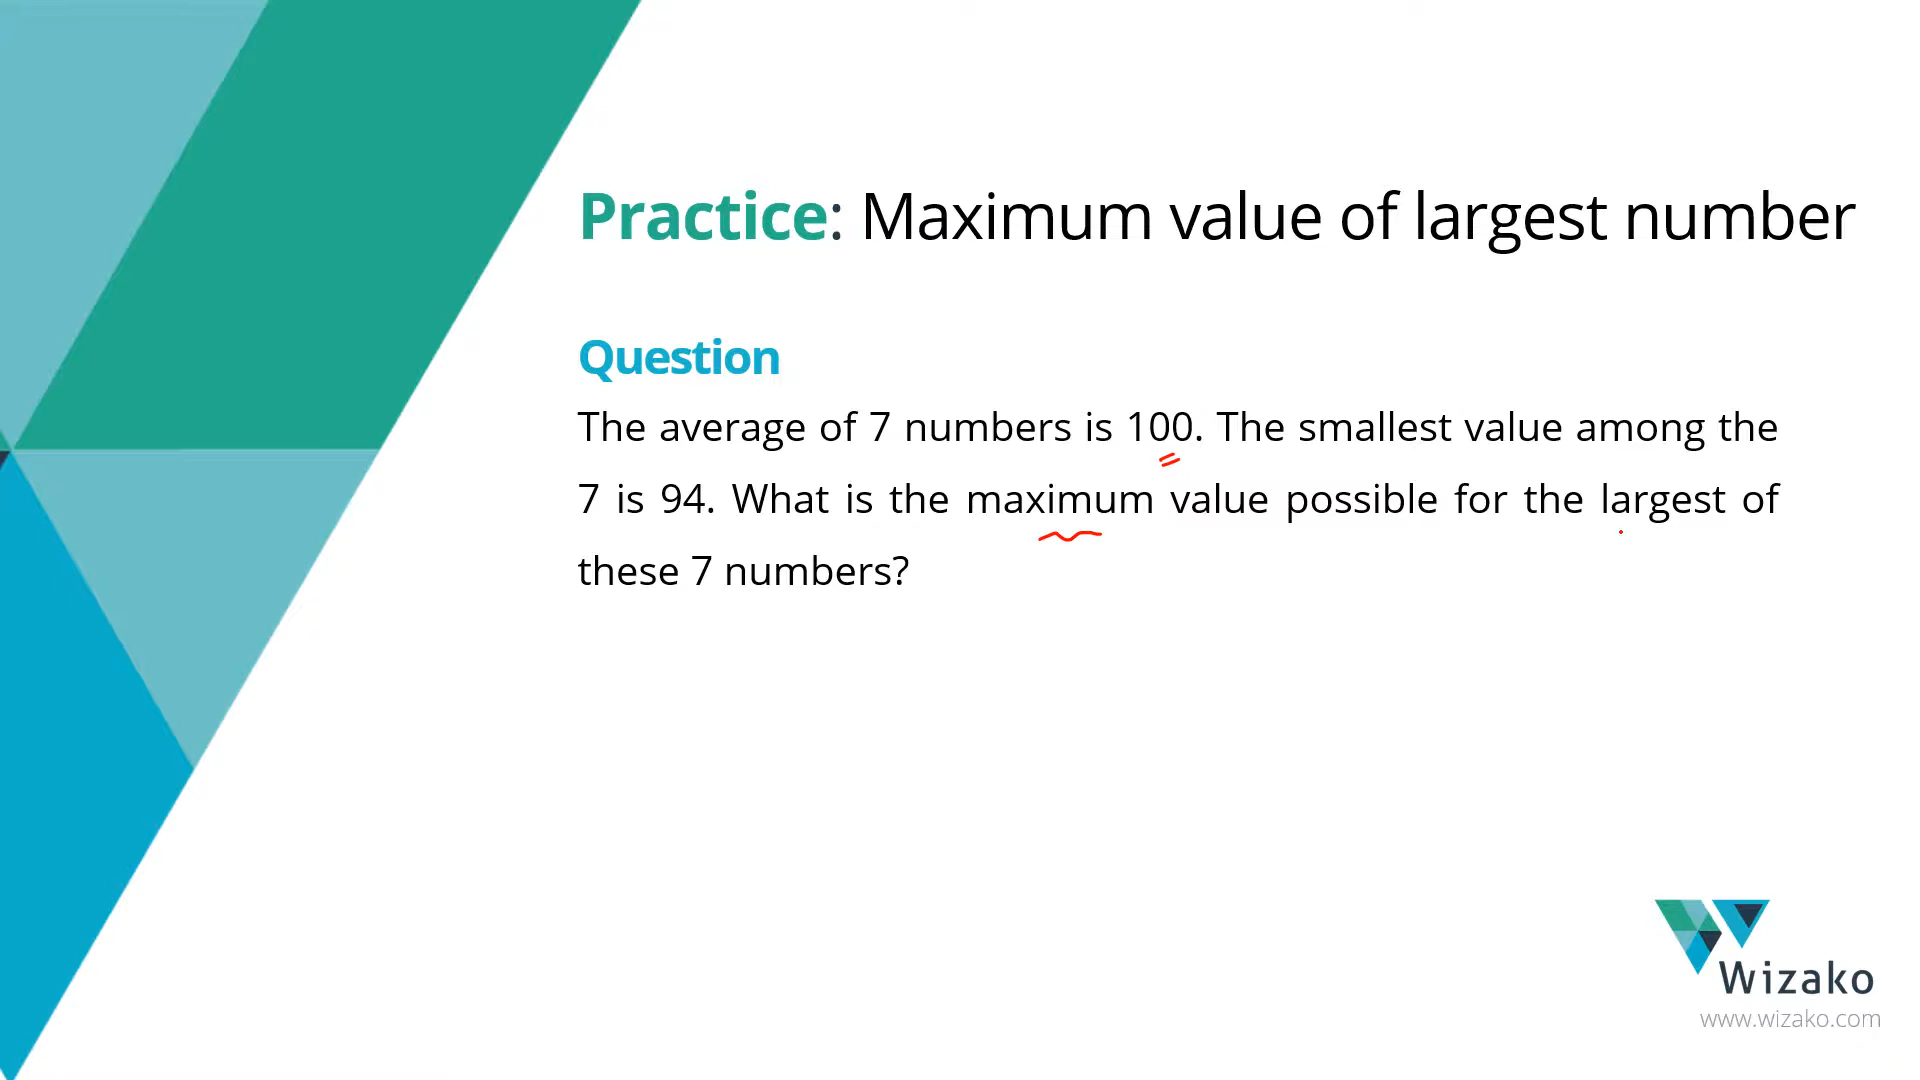 Practice: Maximum value of largest number
Question
The average of 7 numbers is 100. The smallest value among the
7 is 94. What is the maximum value possible for the largest of
these 7 numbers?
Wizako
www.wizako.com